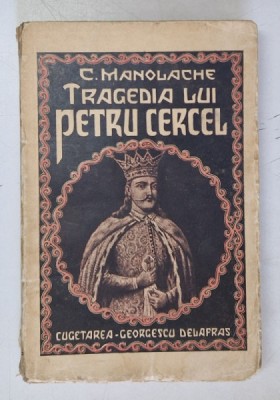 C. MANOLACHE
TRAGEDIA LUI
PETRU CERCEL
CUGETAREA - GEORGESCU DELAFRAS